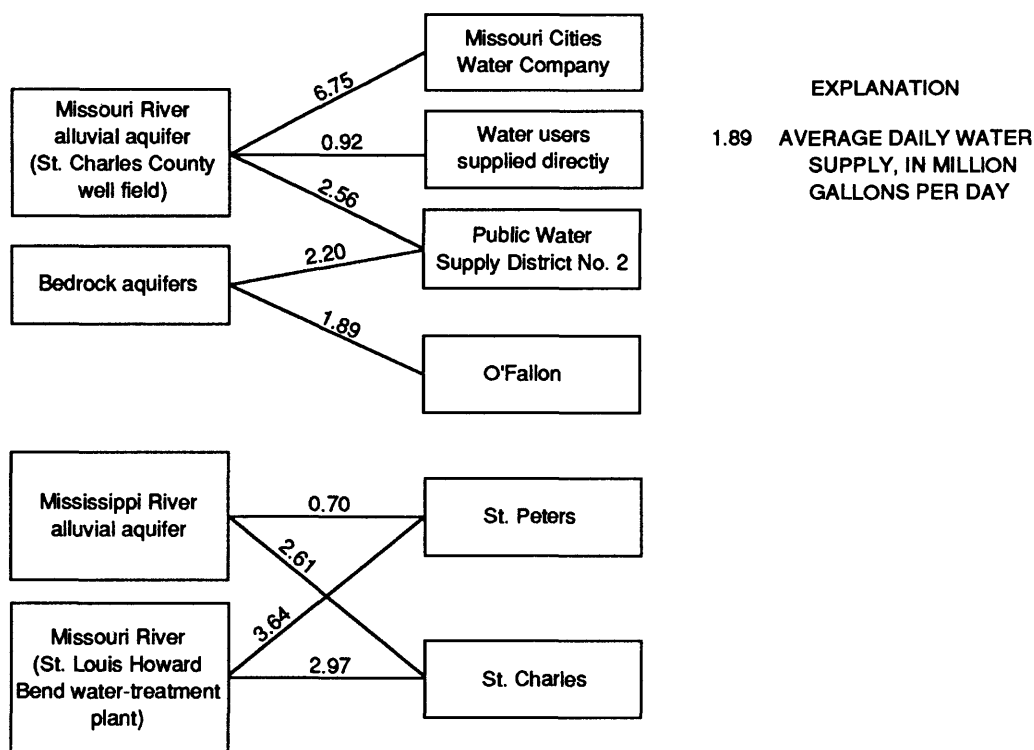 Missouri River
alluvial aquifer
(St. Charles County
well field)
Bedrock aquifers
6.75
0.92
2.56
2.20
1.89
Missouri Cities
Water Company
Water users
supplied directly
Public Water
Supply District No. 2
O'Fallon
EXPLANATION
1.89 AVERAGE DAILY WATER
SUPPLY, IN MILLION
GALLONS PER DAY
Mississippi River
alluvial aquifer
Missouri River
(St. Louis Howard
Bend water-treatment
plant)
0.70
2.61
3.64
2.97
St. Peters
St. Charles